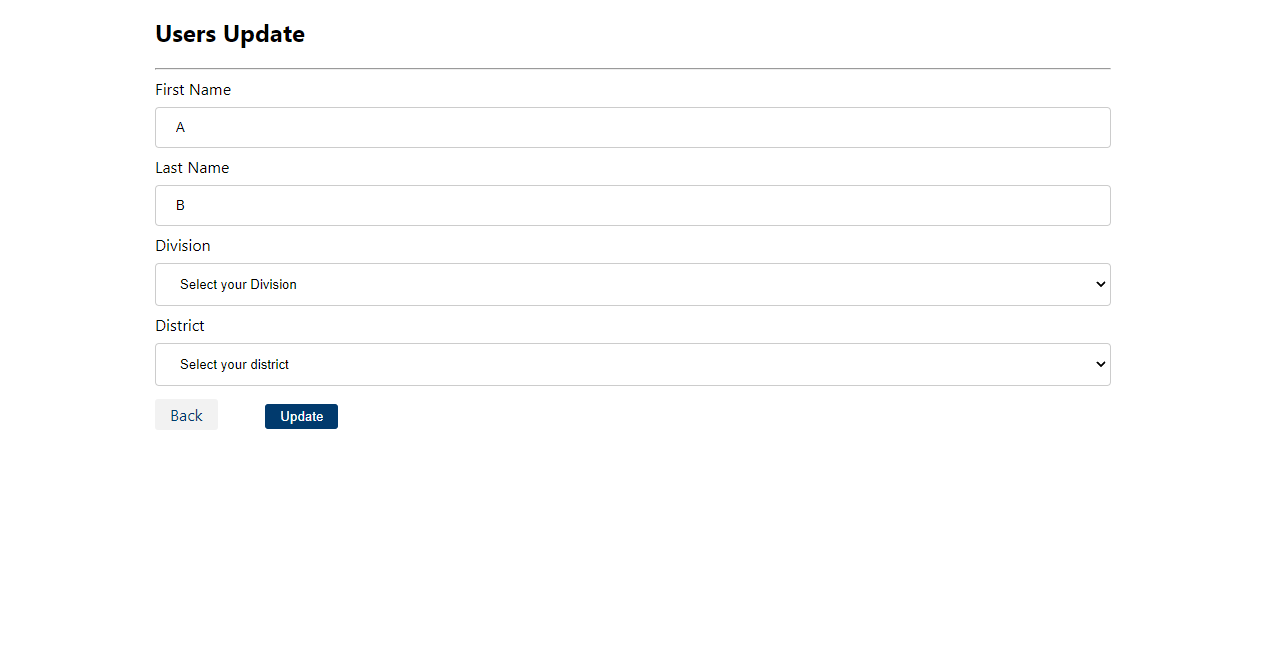 Users Update
First Name
A
Last Name
B
Division
Select your Division
District
Select your district
Back Update